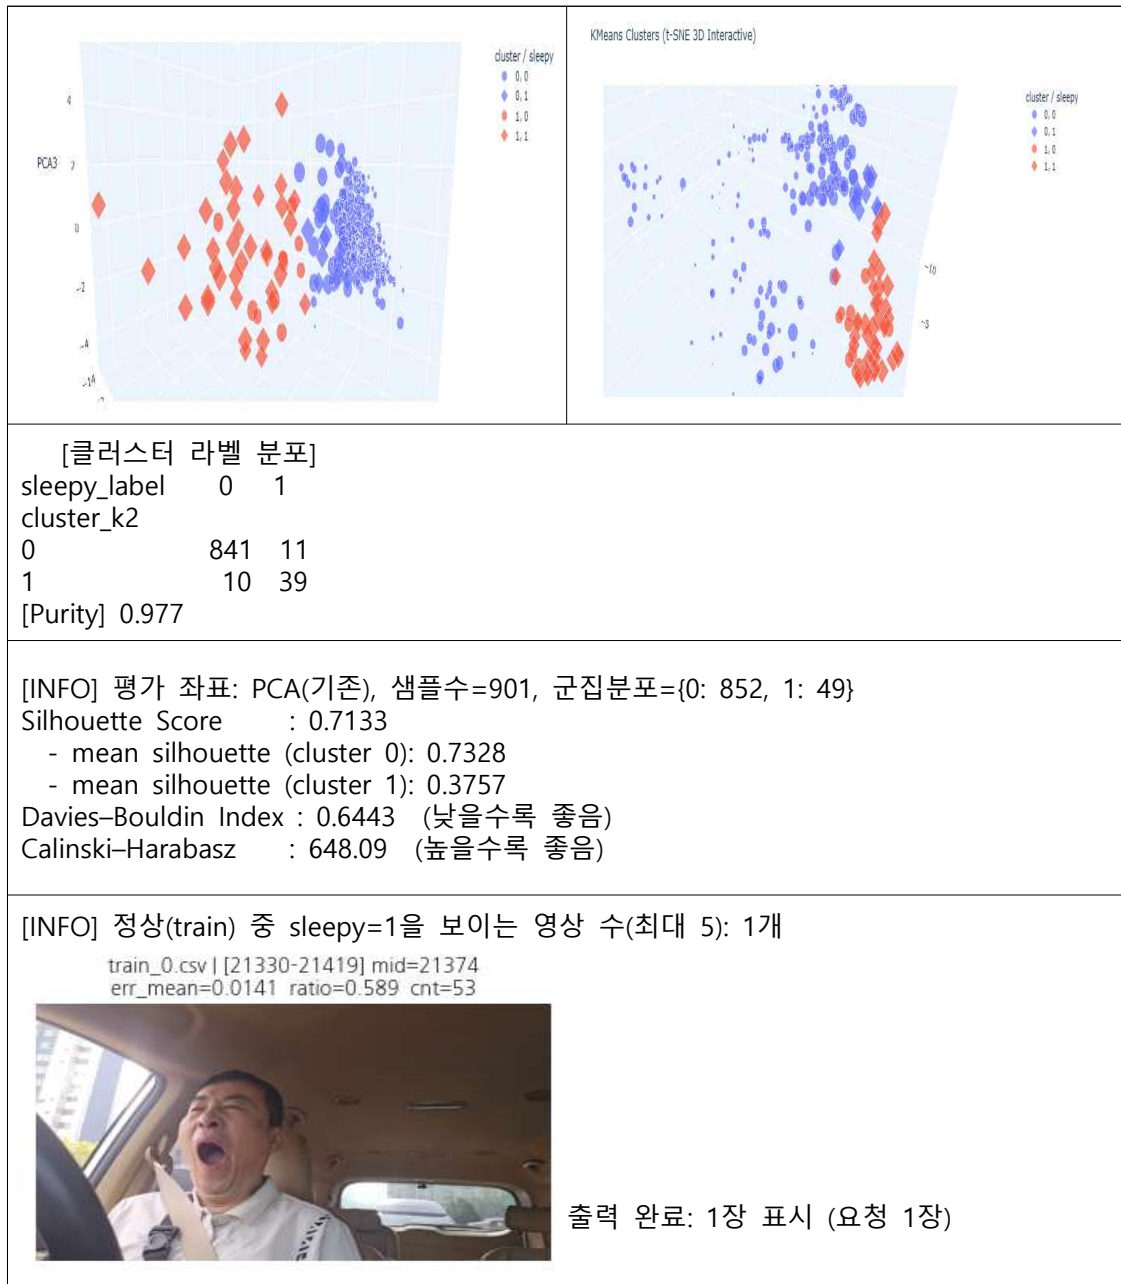 cluster / sleepy
0, 0
0, 1
1, 0
1, 1
4
PCA3
2
0
-2
-4
-14
KMeans Clusters (t-SNE 3D Interactive)
cluster / sleepy
0, 0
0, 1
1, 0
1, 1
[클러스터 라벨 분포]
sleepy_label 0 1
cluster_k2
0 841 11
1 10 39
[Purity] 0.977
[INFO] 평가 좌표: PCA(기존), 샘플수=901, 군집분포={0: 852, 1: 49}
Silhouette Score : 0.7133
- mean silhouette (cluster 0): 0.7328
- mean silhouette (cluster 1): 0.3757
Davies–Bouldin Index : 0.6443 (낮을수록 좋음)
Calinski–Harabasz : 648.09 (높을수록 좋음)
[INFO] 정상(train) 중 sleepy=1을 보이는 영상 수(최대 5): 1개
train_0.csv | [21330-21419] mid=21374
err_mean=0.0141 ratio=0.589 cnt=53
출력 완료: 1장 표시 (요청 1장)